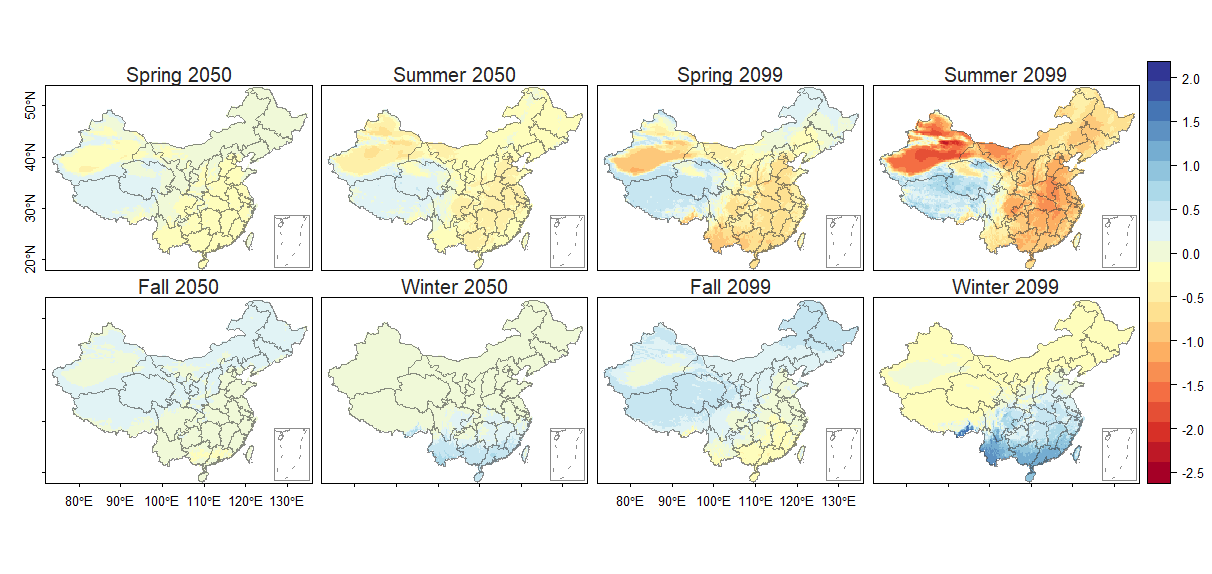 Spring 2050
Summer 2050
Spring 2099
Summer 2099
50°N
40°N
30°N
20°N
Fall 2050
Winter 2050
Fall 2099
Winter 2099
80°E 90°E 100°E 110°E 120°E 130°E
80°E 90°E 100°E 110°E 120°E 130°E
2.0
1.5
1.0
0.5
0.0
-0.5
-1.0
-1.5
-2.0
-2.5